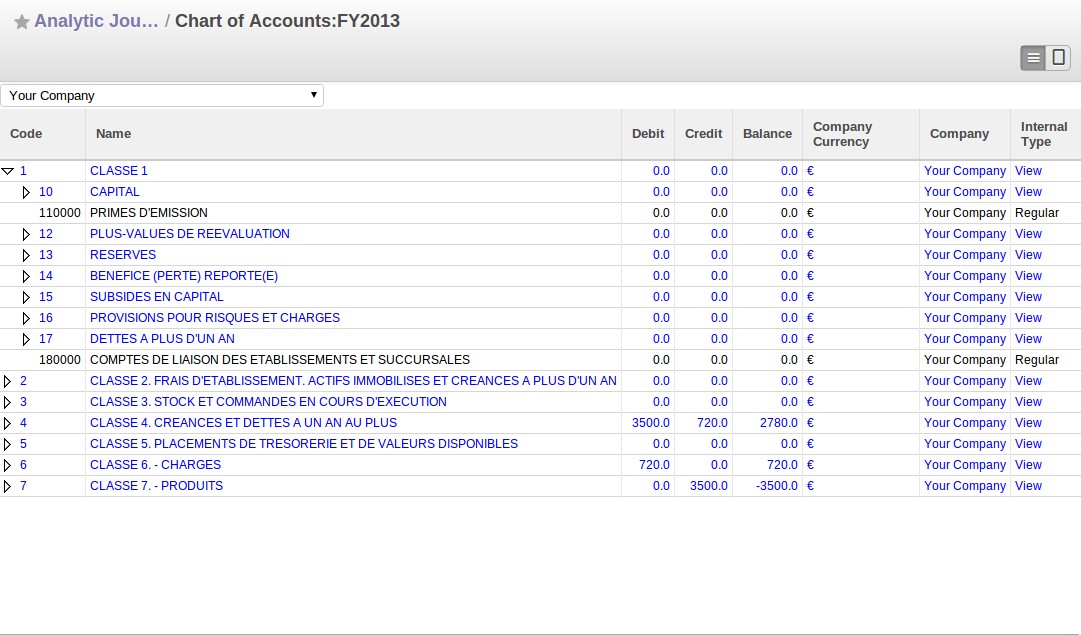 Analytic Jou... / Chart of Accounts:FY2013
Your Company
Code Name Debit Credit Balance Company Currency Company Internal Type
1 CLASSE 1 0.0 0.0 0.0 € Your Company View
10 CAPITAL 0.0 0.0 0.0 € Your Company View
110000 PRIMES D'EMISSION 0.0 0.0 0.0 € Your Company Regular
12 PLUS-VALUES DE REEVALUATION 0.0 0.0 0.0 € Your Company View
13 RESERVES 0.0 0.0 0.0 € Your Company View
14 BENEFICE (PERTE) REPORTE(E) 0.0 0.0 0.0 € Your Company View
15 SUBSIDES EN CAPITAL 0.0 0.0 0.0 € Your Company View
16 PROVISIONS POUR RISQUES ET CHARGES 0.0 0.0 0.0 € Your Company View
17 DETTES A PLUS D'UN AN 0.0 0.0 0.0 € Your Company View
180000 COMPTES DE LIAISON DES ETABLISSEMENTS ET SUCCURSALES 0.0 0.0 0.0 € Your Company Regular
2 CLASSE 2. FRAIS D'ETABLISSEMENT. ACTIFS IMMOBILISES ET CREANCES A PLUS D'UN AN 0.0 0.0 0.0 € Your Company View
3 CLASSE 3. STOCK ET COMMANDES EN COURS D'EXECUTION 0.0 0.0 0.0 € Your Company View
4 CLASSE 4. CREANCES ET DETTES A UN AN AU PLUS 3500.0 720.0 2780.0 € Your Company View
5 CLASSE 5. PLACEMENTS DE TRESORERIE ET DE VALEURS DISPONIBLES 0.0 0.0 0.0 € Your Company View
6 CLASSE 6. - CHARGES 720.0 0.0 720.0 € Your Company View
7 CLASSE 7. - PRODUITS 0.0 3500.0 -3500.0 € Your Company View